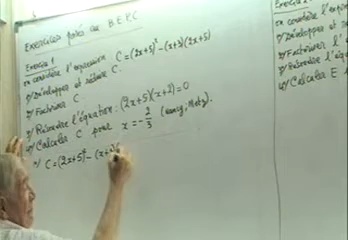 Exercices posés au B.E.P.C
Exercice 1
on considère l'expression C=(2x+5)²-(x+3)(2x+5)
1) Développer et réduire C.
2) Factoriser C
3) Résoudre l'équation: (2x+5)(x+2)=0
4) Calculer C pour x=-2/3
1) C=(2x+5)²-(x+3)
Exercice 2
on considère l'
1) Développer et
2) Factoriser
3) Résoudre l'équ
4) Calculer E